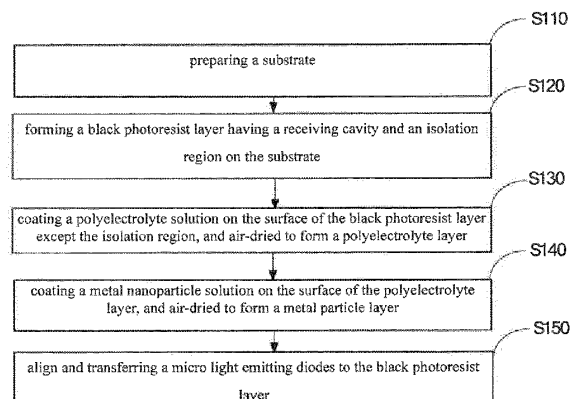 S110
preparing a substrate
S120
forming a black photoresist layer having a receiving cavity and an isolation
region on the substrate
S130
coating a polyelectrolyte solution on the surface of the black photoresist layer
except the isolation region, and air-dried to form a polyelectrolyte layer
S140
coating a metal nanoparticle solution on the surface of the polyelectrolyte
layer, and air-dried to form a metal particle layer
S150
align and transferring a micro light emitting diodes to the black photoresist
layer